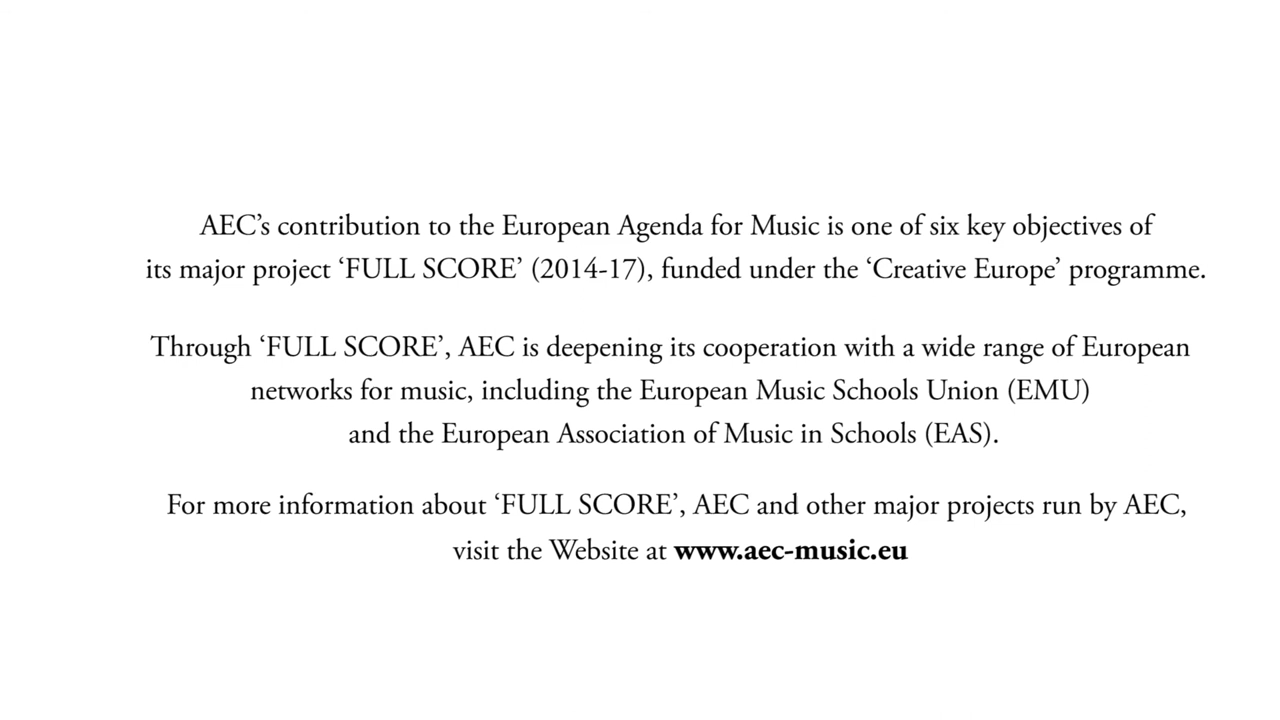 AEC’s contribution to the European Agenda for Music is one of six key objectives of
its major project ‘FULL SCORE’ (2014-17), funded under the ‘Creative Europe’ programme.
Through ‘FULL SCORE’, AEC is deepening its cooperation with a wide range of European
networks for music, including the European Music Schools Union (EMU)
and the European Association of Music in Schools (EAS).
For more information about ‘FULL SCORE’, AEC and other major projects run by AEC,
visit the Website at www.aec-music.eu